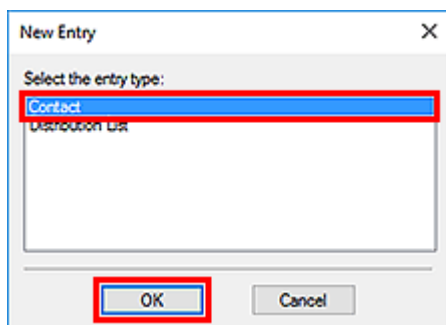 New Entry
Select the entry type:
Contact
Distribution List
OK Cancel